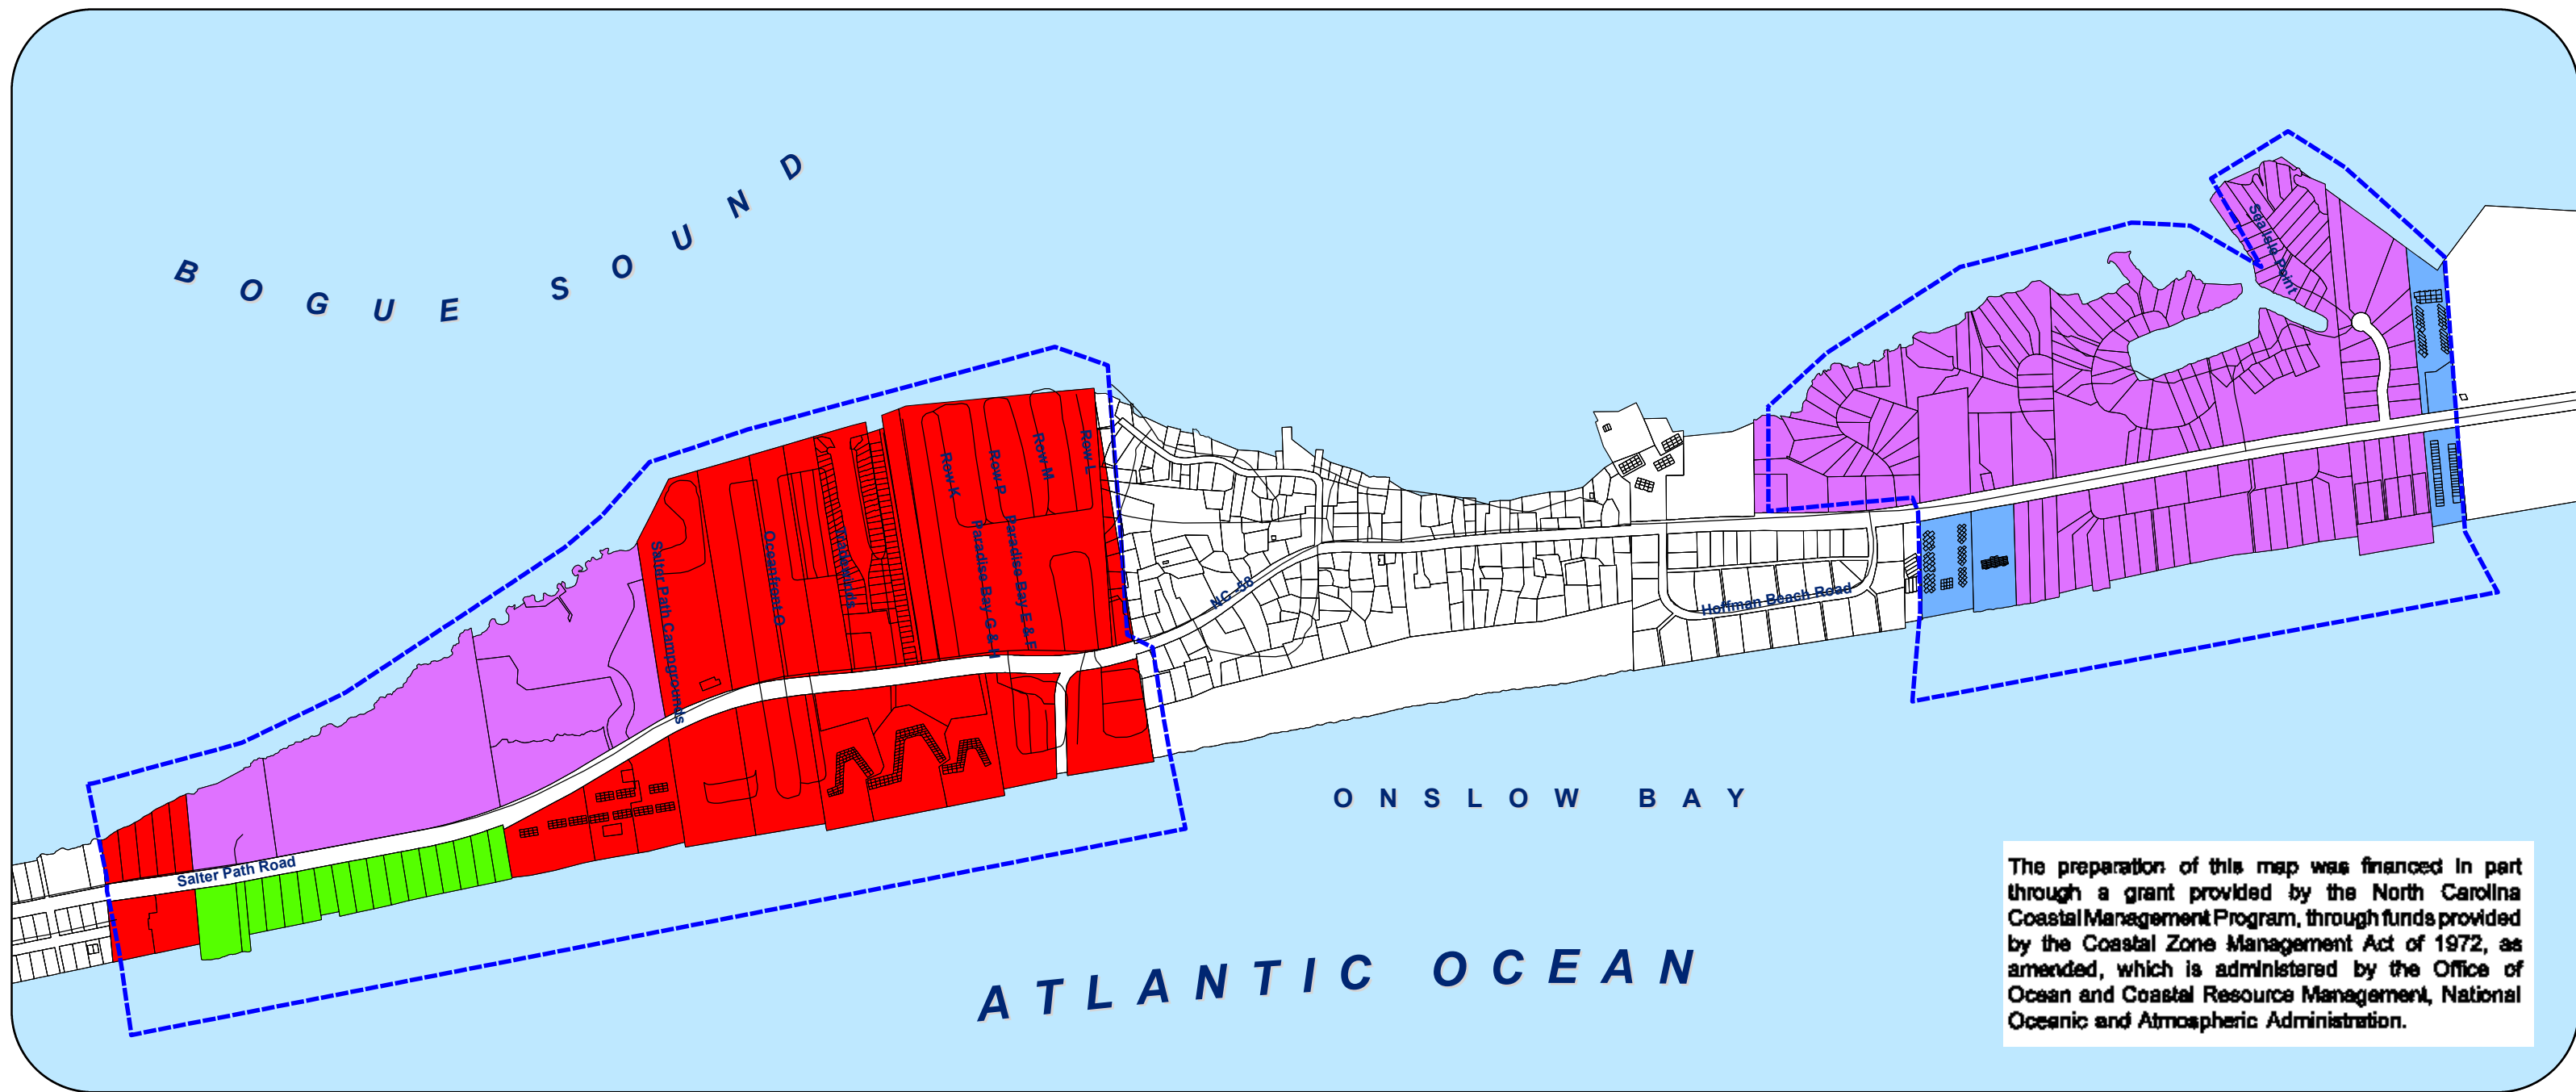 BOGUE SOUND
Sea Isle Point
Row K
Row P
Row M
Row L
Salter Path Campgrounds
Oceanfront O
Paradise Bay G & H
Paradise Bay E & F
NC -58
Hoffman Beach Road
Salter Path Road
ONSLOW BAY
ATLANTIC OCEAN
The preparation of this map was financed in part
through a grant provided by the North Carolina
Coastal Management Program, through funds provided
by the Coastal Zone Management Act of 1972, as
amended, which is administered by the Office of
Ocean and Coastal Resource Management, National
Oceanic and Atmospheric Administration.